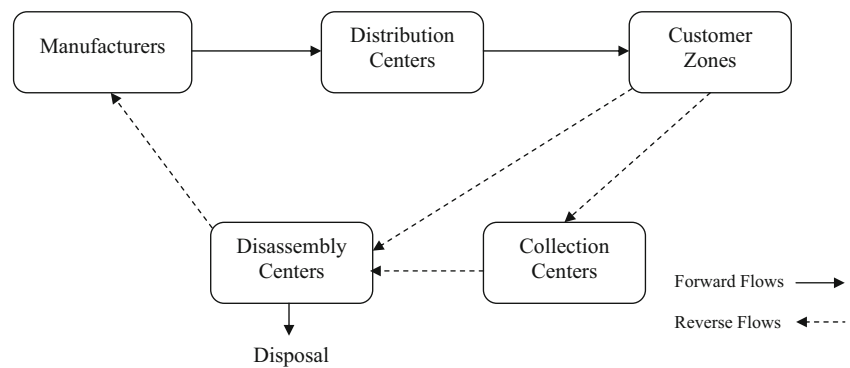 Manufacturers
Distribution
Centers
Customer
Zones
Disassembly
Centers
Collection
Centers
Forward Flows
Reverse Flows
Disposal